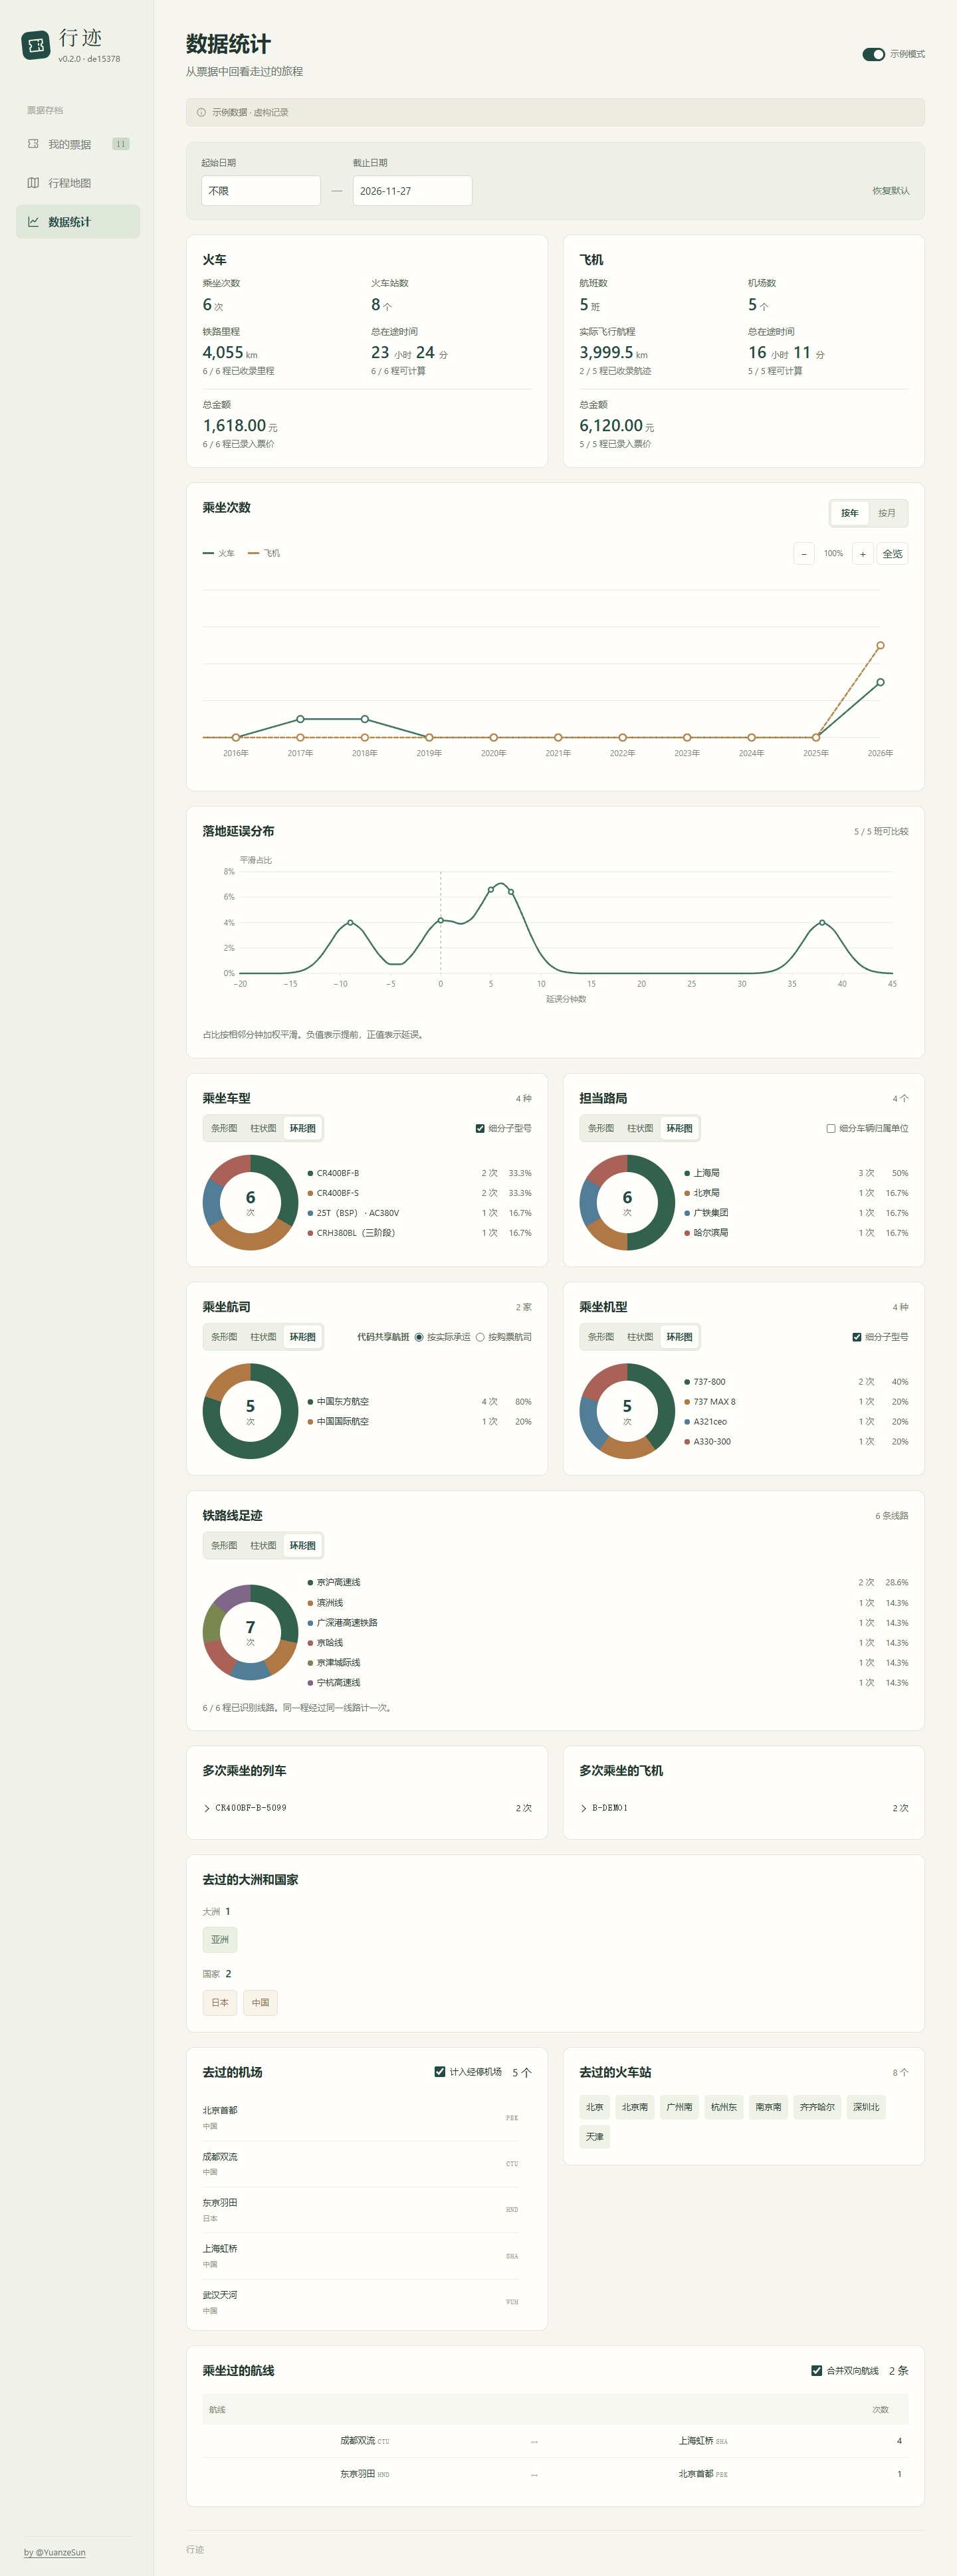 行迹
v0.2.0 · de15378
票据存档
我的票据 11
行程地图
数据统计
by @YuanzeSun
数据统计
从票据中回看走过的旅程
示例模式
示例数据 · 虚构记录
起始日期 截止日期
不限 — 2026-11-27 恢复默认
火车
乘坐次数 火车站数
6 次 8 个
铁路里程 总在途时间
4,055 km 23 小时 24 分
6 / 6 程已收录里程 6 / 6 程可计算
总金额
1,618.00 元
6 / 6 程已录入票价
飞机
航班数 机场数
5 班 5 个
实际飞行航程 总在途时间
3,999.5 km 16 小时 11 分
2 / 5 程已收录航迹 5 / 5 程可计算
总金额
6,120.00 元
5 / 5 程已录入票价
乘坐次数 按年 按月
火车 飞机 − 100% + 全览
2016年 2017年 2018年 2019年 2020年 2021年 2022年 2023年 2024年 2025年 2026年
落地延误分布 5 / 5 班可比较
平滑占比
8%
6%
4%
2%
0%
−20 −15 −10 −5 0 5 10 15 20 25 30 35 40 45
延误分钟数
占比按相邻分钟加权平滑。负值表示提前，正值表示延误。
乘坐车型 4 种
条形图 柱状图 环形图 细分子型号
6
次
CR400BF-B 2 次 33.3%
CR400BF-S 2 次 33.3%
25T（BSP）· AC380V 1 次 16.7%
CRH380BL（三阶段） 1 次 16.7%
担当路局 4 个
条形图 柱状图 环形图 细分车辆归属单位
6
次
上海局 3 次 50%
北京局 1 次 16.7%
广铁集团 1 次 16.7%
哈尔滨局 1 次 16.7%
乘坐航司 2 家
条形图 柱状图 环形图 代码共享航班 按实际承运 按购票航司
5
次
中国东方航空 4 次 80%
中国国际航空 1 次 20%
乘坐机型 4 种
条形图 柱状图 环形图 细分子型号
5
次
737-800 2 次 40%
737 MAX 8 1 次 20%
A321ceo 1 次 20%
A330-300 1 次 20%
铁路线足迹 6 条线路
条形图 柱状图 环形图
7
次
京沪高速线 2 次 28.6%
滨洲线 1 次 14.3%
广深港高速铁路 1 次 14.3%
京哈线 1 次 14.3%
京津城际线 1 次 14.3%
宁杭高速线 1 次 14.3%
6 / 6 程已识别线路。同一程经过同一线路计一次。
多次乘坐的列车
CR400BF-B-5099 2 次
多次乘坐的飞机
B-DEMO1 2 次
去过的大洲和国家
大洲 1
亚洲
国家 2
日本 中国
去过的机场 计入经停机场 5 个
北京首都 PEK
中国
成都双流 CTU
中国
东京羽田 HND
日本
上海虹桥 SHA
中国
武汉天河 WUH
中国
去过的火车站 8 个
北京 北京南 广州南 杭州东 南京南 齐齐哈尔 深圳北
天津
乘坐过的航线 合并双向航线 2 条
航线 次数
成都双流 CTU ↔ 上海虹桥 SHA 4
东京羽田 HND ↔ 北京首都 PEK 1
行迹